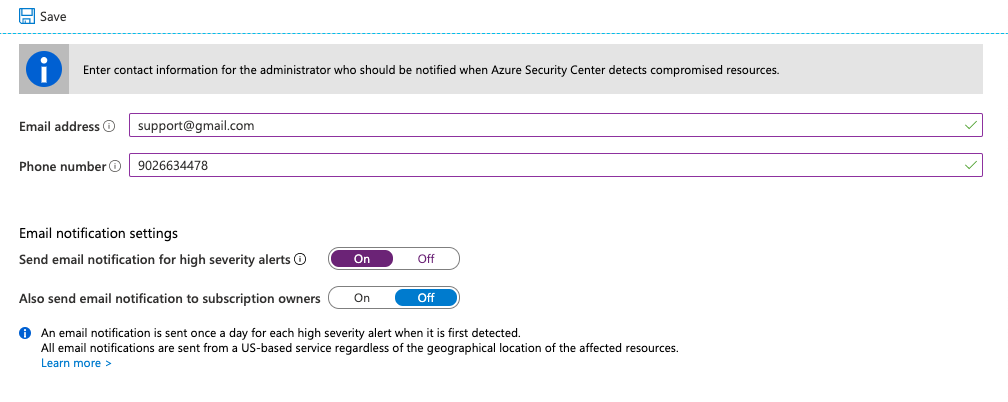 Save
Enter contact information for the administrator who should be notified when Azure Security Center detects compromised resources.
Email address support@gmail.com
Phone number 9026634478
Email notification settings
Send email notification for high severity alerts On Off
Also send email notification to subscription owners On Off
An email notification is sent once a day for each high severity alert when it is first detected.
All email notifications are sent from a US-based service regardless of the geographical location of the affected resources.
Learn more >